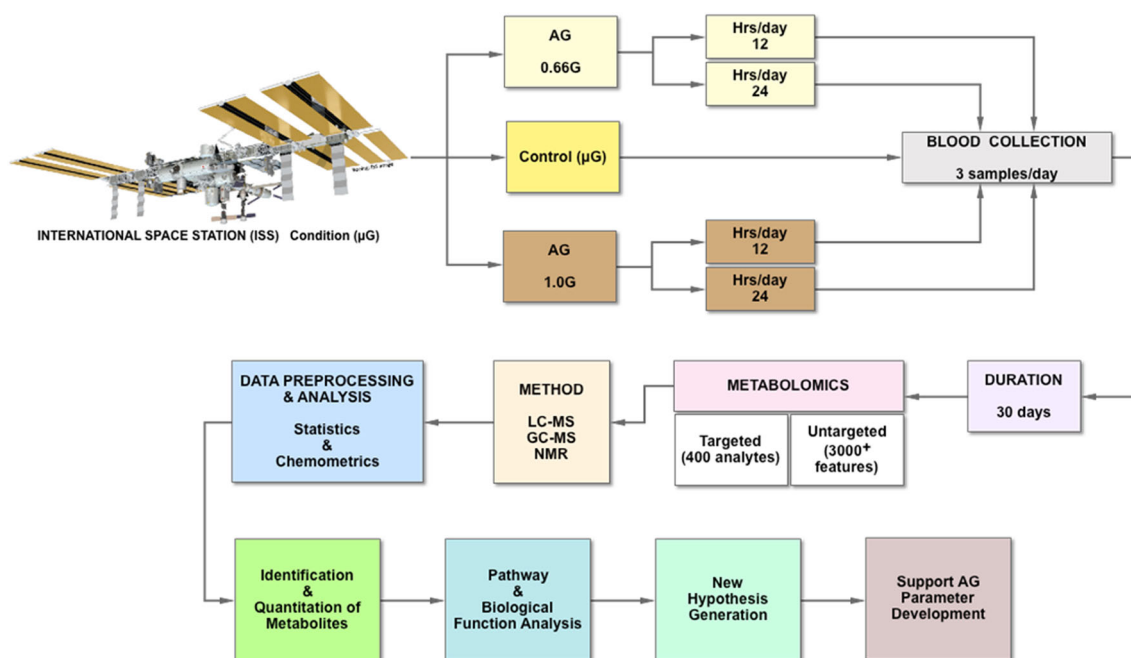 AG
0.66G
Hrs/day
12
Hrs/day
24
Control (µG)
BLOOD COLLECTION
3 samples/day
INTERNATIONAL SPACE STATION (ISS) Condition (µG)
AG
1.0G
Hrs/day
12
Hrs/day
24
DURATION
30 days
METABOLOMICS
Targeted
(400 analytes)
Untargeted
(3000⁺
features)
METHOD
LC-MS
GC-MS
NMR
DATA PREPROCESSING
& ANALYSIS
Statistics
&
Chemometrics
Identification
&
Quantitation of
Metabolites
Pathway
&
Biological
Function Analysis
New
Hypothesis
Generation
Support AG
Parameter
Development